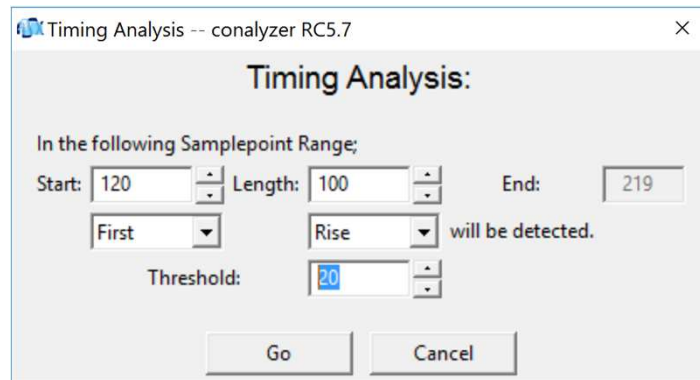 Timing Analysis -- conalyzer RC5.7
Timing Analysis:
In the following Samplepoint Range;
Start: 120 Length: 100 End: 219
First Rise will be detected.
Threshold: 20
Go Cancel